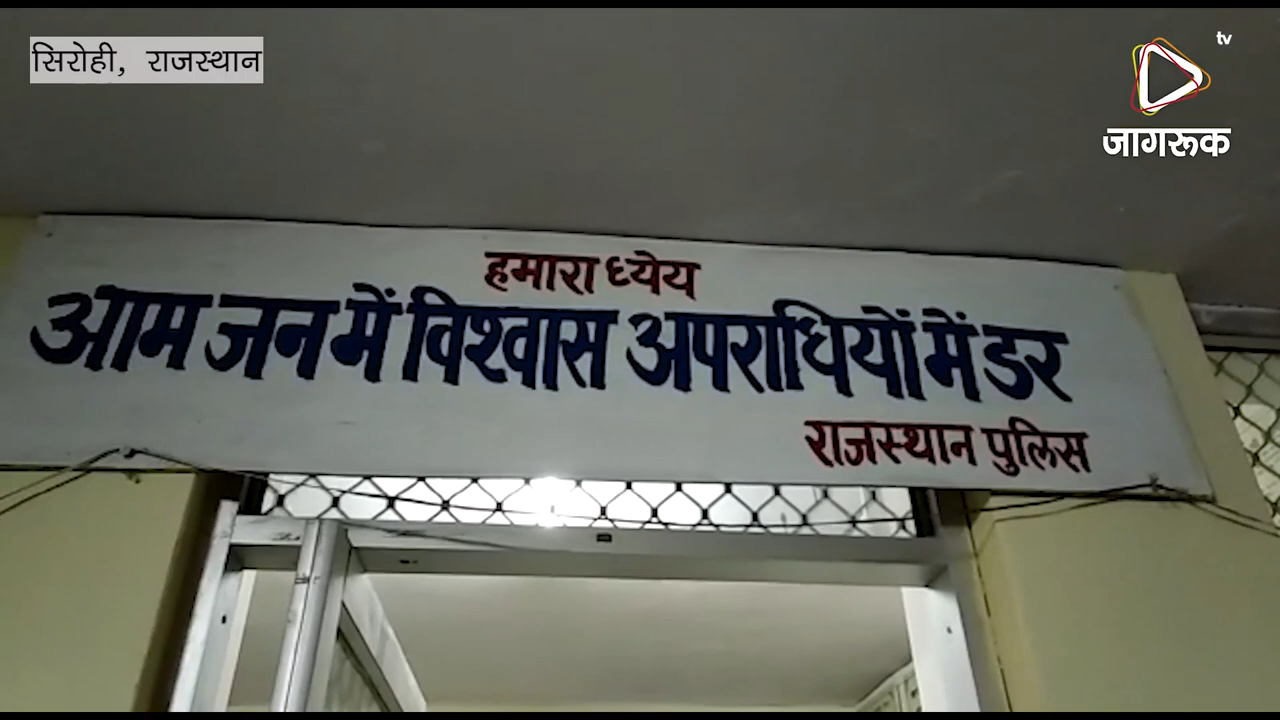 सिरोही, राजस्थान
tv
जागरूक
हमारा ध्येय
आम जन में विश्वास अपराधियों में डर
राजस्थान पुलिस